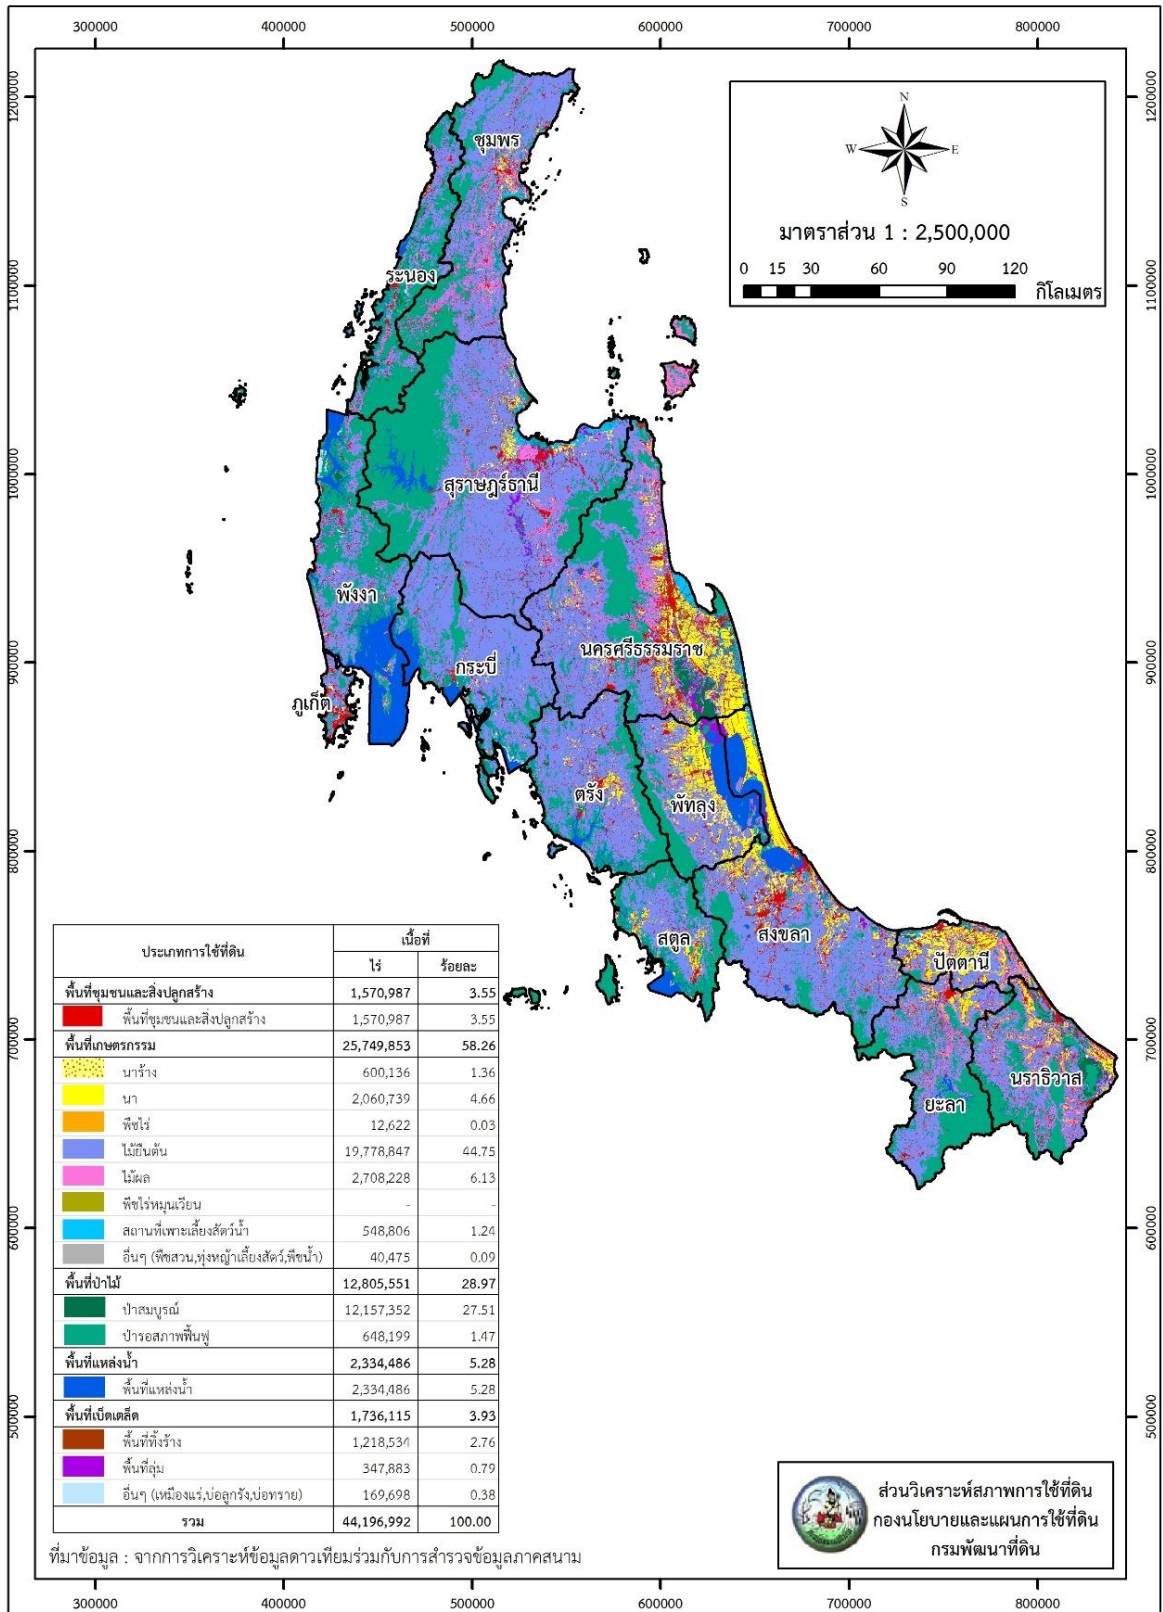 300000 400000 500000 600000 700000 800000
1200000
1100000
1000000
900000
800000
700000
600000
500000
N
W E
S
มาตราส่วน 1 : 2,500,000
0 15 30 60 90 120
กิโลเมตร
ชุมพร
ระนอง
สุราษฎร์ธานี
พังงา
นครศรีธรรมราช
กระบี่
ภูเก็ต
ตรัง
พัทลุง
สตูล
สงขลา
ปัตตานี
นราธิวาส
ยะลา
ประเภทการใช้ที่ดิน เนื้อที่
ไร่ ร้อยละ
พื้นที่ชุมชนและสิ่งปลูกสร้าง 1,570,987 3.55
พื้นที่ชุมชนและสิ่งปลูกสร้าง 1,570,987 3.55
พื้นที่เกษตรกรรม 25,749,853 58.26
นาร้าง 600,136 1.36
นา 2,060,739 4.66
พืชไร่ 12,622 0.03
ไม้ยืนต้น 19,778,847 44.75
ไม้ผล 2,708,228 6.13
พืชไร่หมุนเวียน - -
สถานที่เพาะเลี้ยงสัตว์น้ำ 548,806 1.24
อื่นๆ (พืชสวน,ทุ่งหญ้าเลี้ยงสัตว์,พืชน้ำ) 40,475 0.09
พื้นที่ป่าไม้ 12,805,551 28.97
ป่าสมบูรณ์ 12,157,352 27.51
ป่ารอสภาพฟื้นฟู 648,199 1.47
พื้นที่แหล่งน้ำ 2,334,486 5.28
พื้นที่แหล่งน้ำ 2,334,486 5.28
พื้นที่เบ็ดเตล็ด 1,736,115 3.93
พื้นที่ทิ้งร้าง 1,218,534 2.76
พื้นที่ลุ่ม 347,883 0.79
อื่นๆ (เหมืองแร่,บ่อลูกรัง,บ่อทราย) 169,698 0.38
รวม 44,196,992 100.00
ที่มาข้อมูล : จากการวิเคราะห์ข้อมูลดาวเทียมร่วมกับการสำรวจข้อมูลภาคสนาม
ส่วนวิเคราะห์สภาพการใช้ที่ดิน
กองนโยบายและแผนการใช้ที่ดิน
กรมพัฒนาที่ดิน
1200000
1100000
1000000
900000
800000
700000
600000
500000
300000 400000 500000 600000 700000 800000